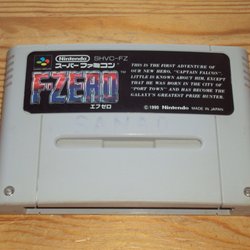 Nintendo SHVC-FZ
スーパーファミコン
F-ZERO™
エフゼロ
THIS IS THE FIRST ADVENTURE OF
OUR NEW HERO, "CAPTAIN FALCON".
LITTLE IS KNOWN ABOUT HIM, EXCEPT
THAT HE WAS BORN IN THE CITY OF
"PORT TOWN" AND HAS BECOME THE
GALAXY'S GREATEST PRIZE HUNTER.
© 1990 Nintendo MADE IN JAPAN